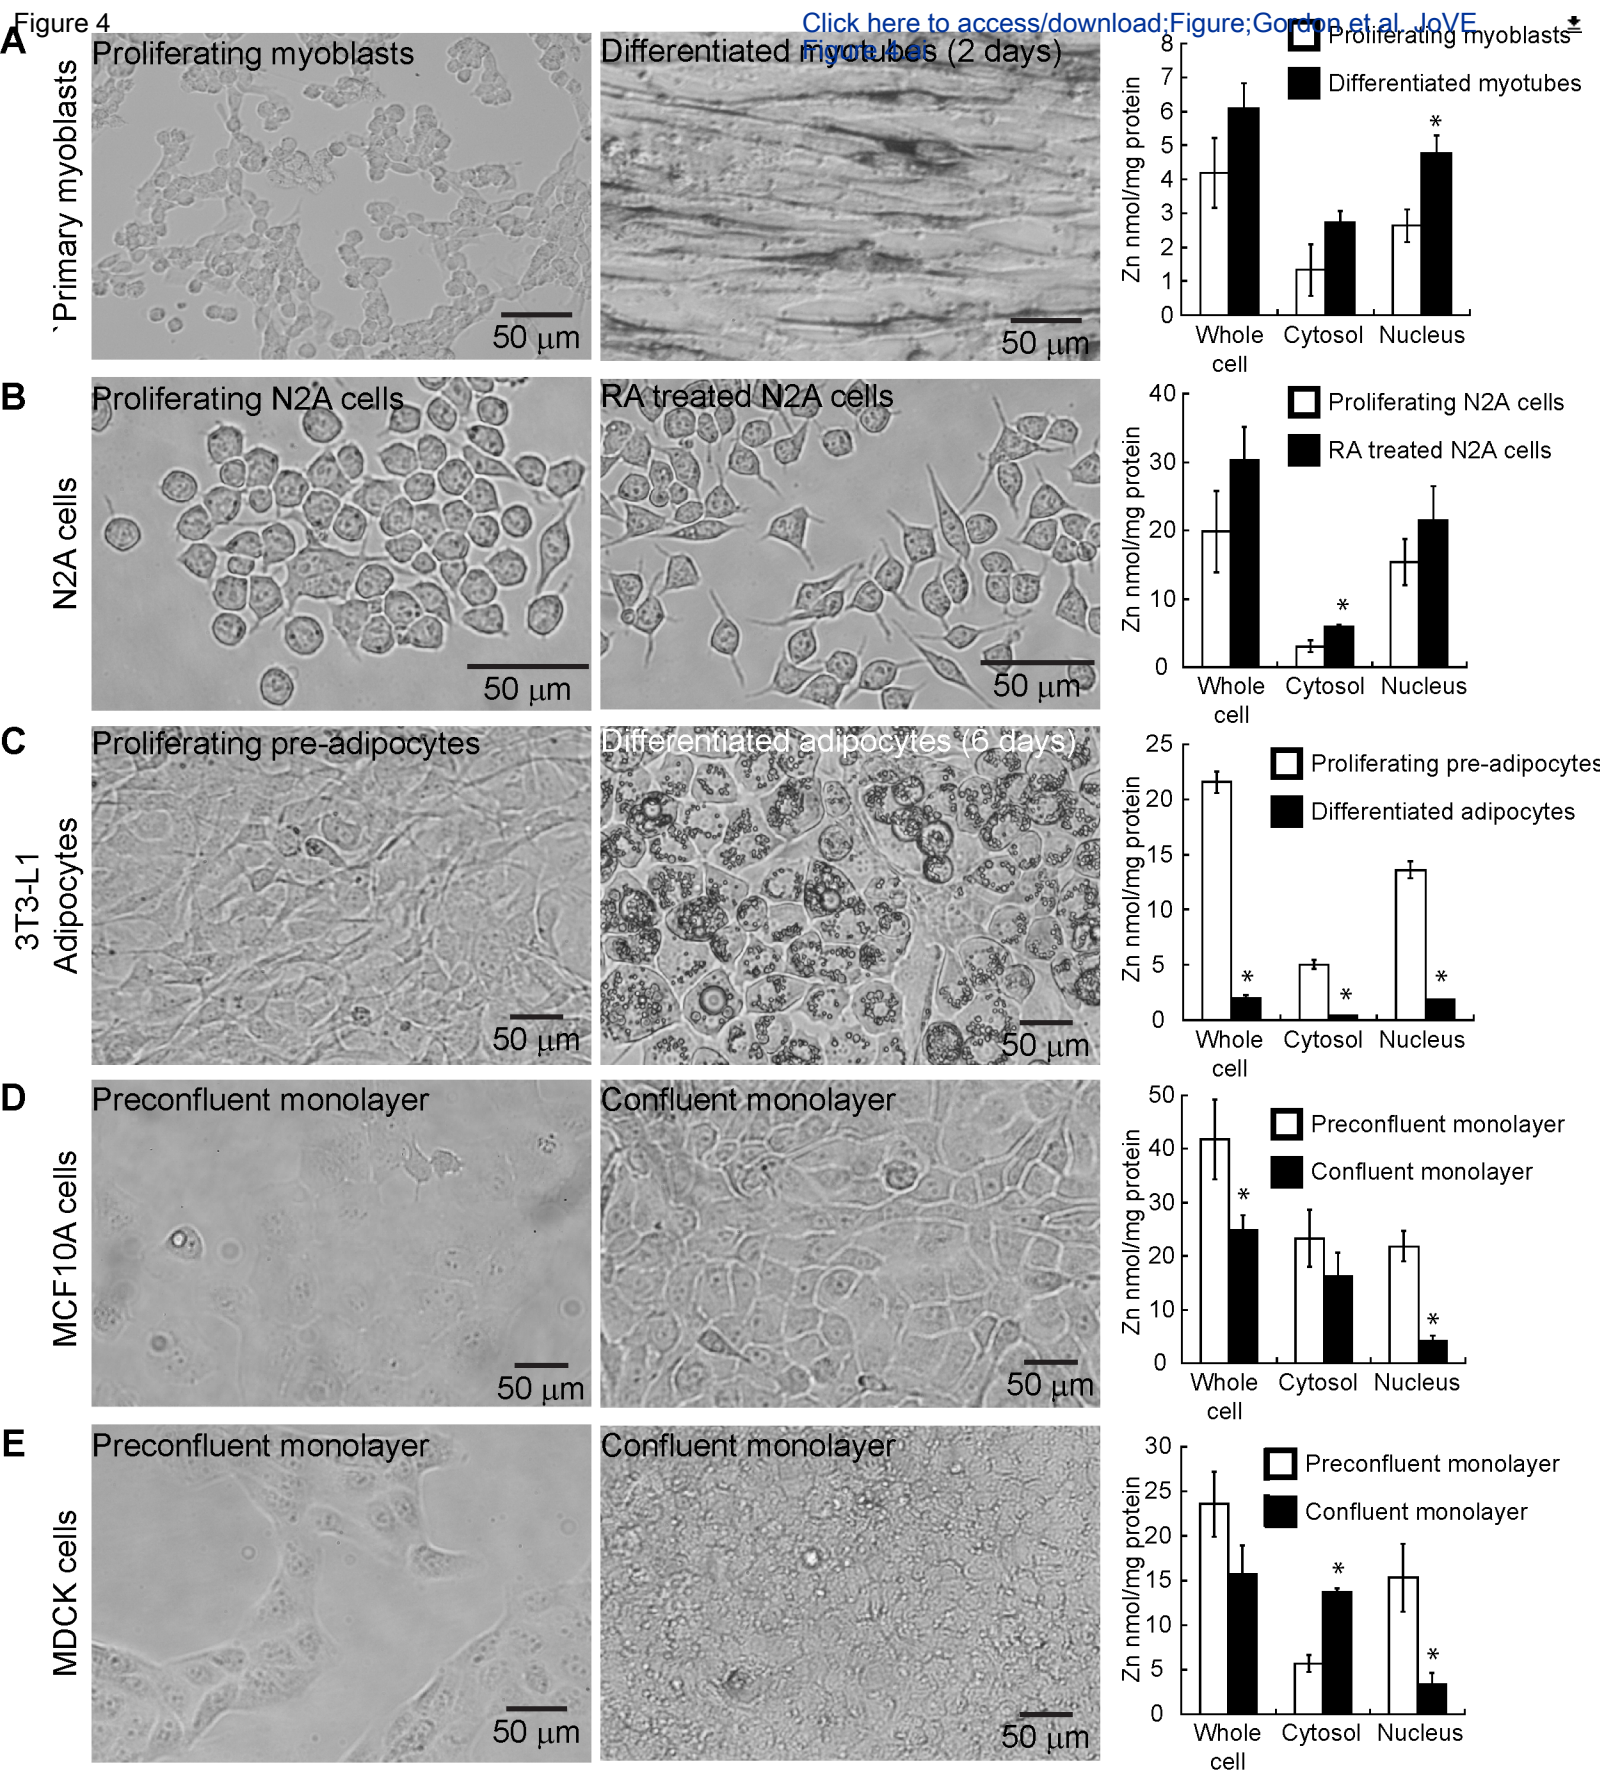 Figure 4
Click here to access/download;Figure;Gordon et al. JoVE
Figure 4.ai
A
`Primary myoblasts
Proliferating myoblasts
50 μm
Differentiated myotubes (2 days)
50 μm
Proliferating myoblasts
Differentiated myotubes
Zn nmol/mg protein
8
7
6
5
4
3
2
1
0
*
Whole
cell
Cytosol
Nucleus
B
N2A cells
Proliferating N2A cells
50 μm
RA treated N2A cells
50 μm
Proliferating N2A cells
RA treated N2A cells
Zn nmol/mg protein
40
30
20
10
0
*
Whole
cell
Cytosol
Nucleus
C
3T3-L1
Adipocytes
Proliferating pre-adipocytes
50 μm
Differentiated adipocytes (6 days)
50 μm
Proliferating pre-adipocytes
Differentiated adipocytes
Zn nmol/mg protein
25
20
15
10
5
0
*
*
*
Whole
cell
Cytosol
Nucleus
D
MCF10A cells
Preconfluent monolayer
50 μm
Confluent monolayer
50 μm
Preconfluent monolayer
Confluent monolayer
Zn nmol/mg protein
50
40
30
20
10
0
*
*
Whole
cell
Cytosol
Nucleus
E
MDCK cells
Preconfluent monolayer
50 μm
Confluent monolayer
50 μm
Preconfluent monolayer
Confluent monolayer
Zn nmol/mg protein
30
25
20
15
10
5
0
*
*
Whole
cell
Cytosol
Nucleus